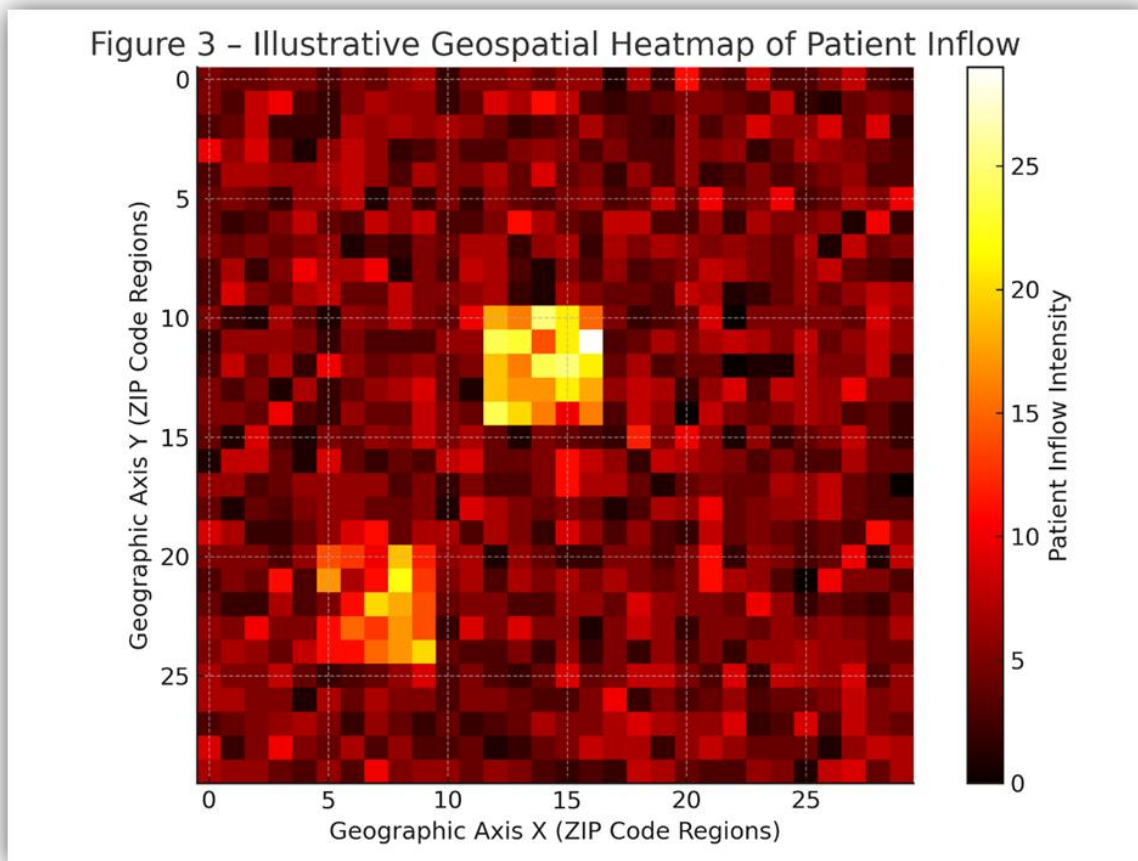 Figure 3 – Illustrative Geospatial Heatmap of Patient Inflow
0
5
10
15
20
25
Geographic Axis Y (ZIP Code Regions)
0 5 10 15 20 25
Geographic Axis X (ZIP Code Regions)
25
20
15
10
5
0
Patient Inflow Intensity